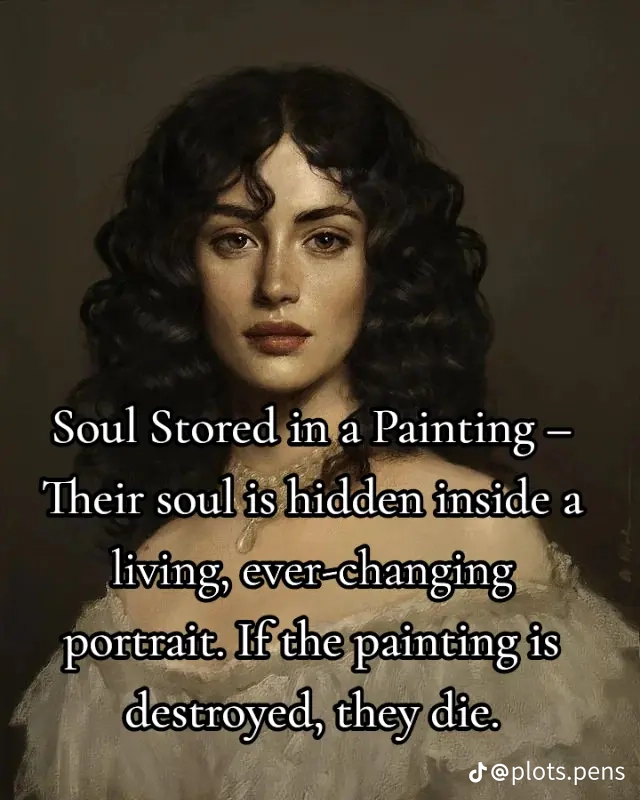 Soul Stored in a Painting –
Their soul is hidden inside a
living, ever-changing
portrait. If the painting is
destroyed, they die.
@plots.pens